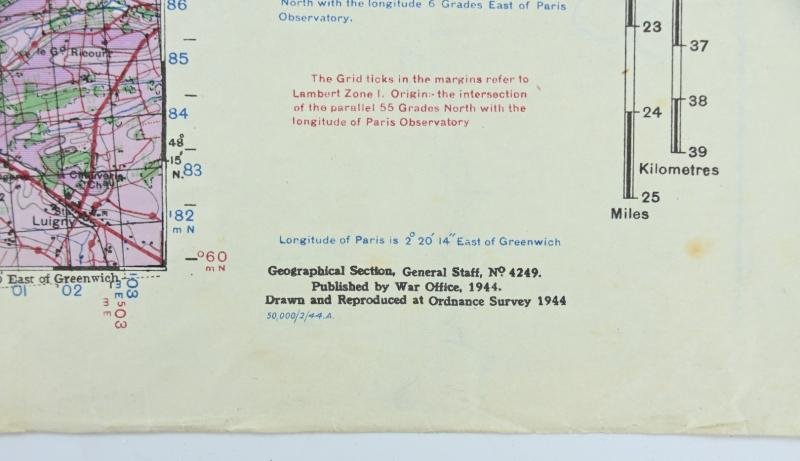 86
North with the longitude 6 Grades East of Paris
Observatory.
le Gd Ricourt
85
The Grid ticks in the margins refer to
Lambert Zone I. Origin:- the intersection
of the parallel 55 Grades North with the
longitude of Paris Observatory
84
48°
15'
N.
83
Luigny
182
m N
Longitude of Paris is 2° 20' 14" East of Greenwich
°60
m N
East of Greenwich
01
02
03
m E
503
m E
Geographical Section, General Staff, No 4249.
Published by War Office, 1944.
Drawn and Reproduced at Ordnance Survey 1944
50,000/2/44.A.
23
24
25
Miles
37
38
39
Kilometres